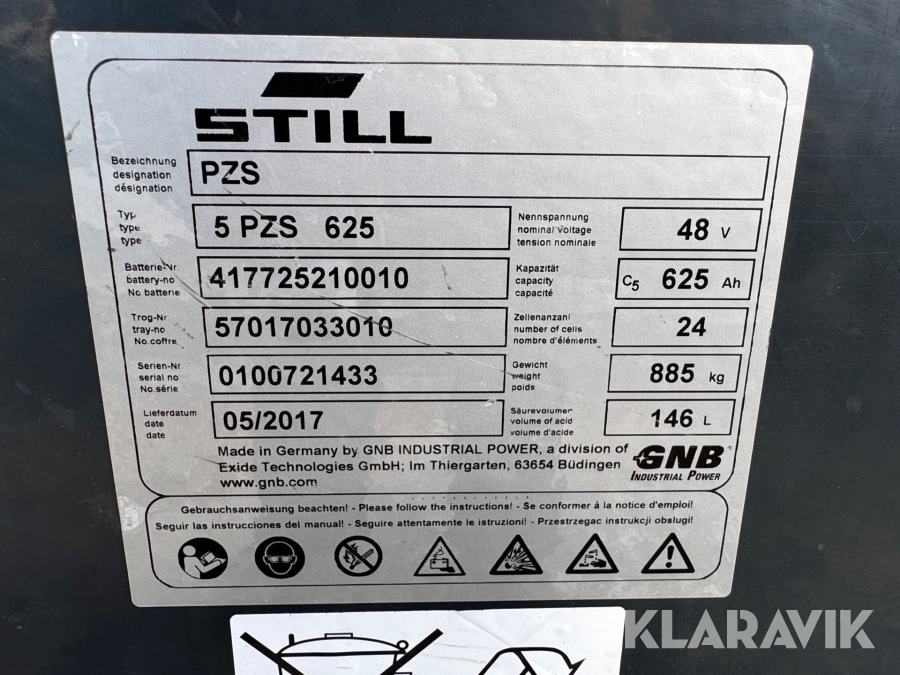 STILL
Bezeichnung
designation
désignation
PZS
Typ
type
type
5 PZS 625
Nennspannung
nominal voltage
tension nominale
48 V
Batterie-Nr.
battery-no
No batterie
417725210010
Kapazität
capacity
capacité
C5 625 Ah
Trog-Nr.
tray-no
No.coffre
57017033010
Zellenanzahl
number of cells
nombre d'éléments
24
Serien-Nr
serial no
No.série
0100721433
Gewicht
weight
poids
885 kg
Lieferdatum
date
date
05/2017
Säurevolumen
volume of acid
volume d'acide
146 L
Made in Germany by GNB INDUSTRIAL POWER, a division of
Exide Technologies GmbH; Im Thiergarten, 63654 Büdingen
www.gnb.com
GNB
INDUSTRIAL POWER
Gebrauchsanweisung beachten! - Please follow the instructions! - Se conformer á la notice d'emploi!
Seguir las instrucciones del manual! - Seguire attentamente le istruzioni! - Przestrzegac instrukcji obslugi!
KLARAVIK